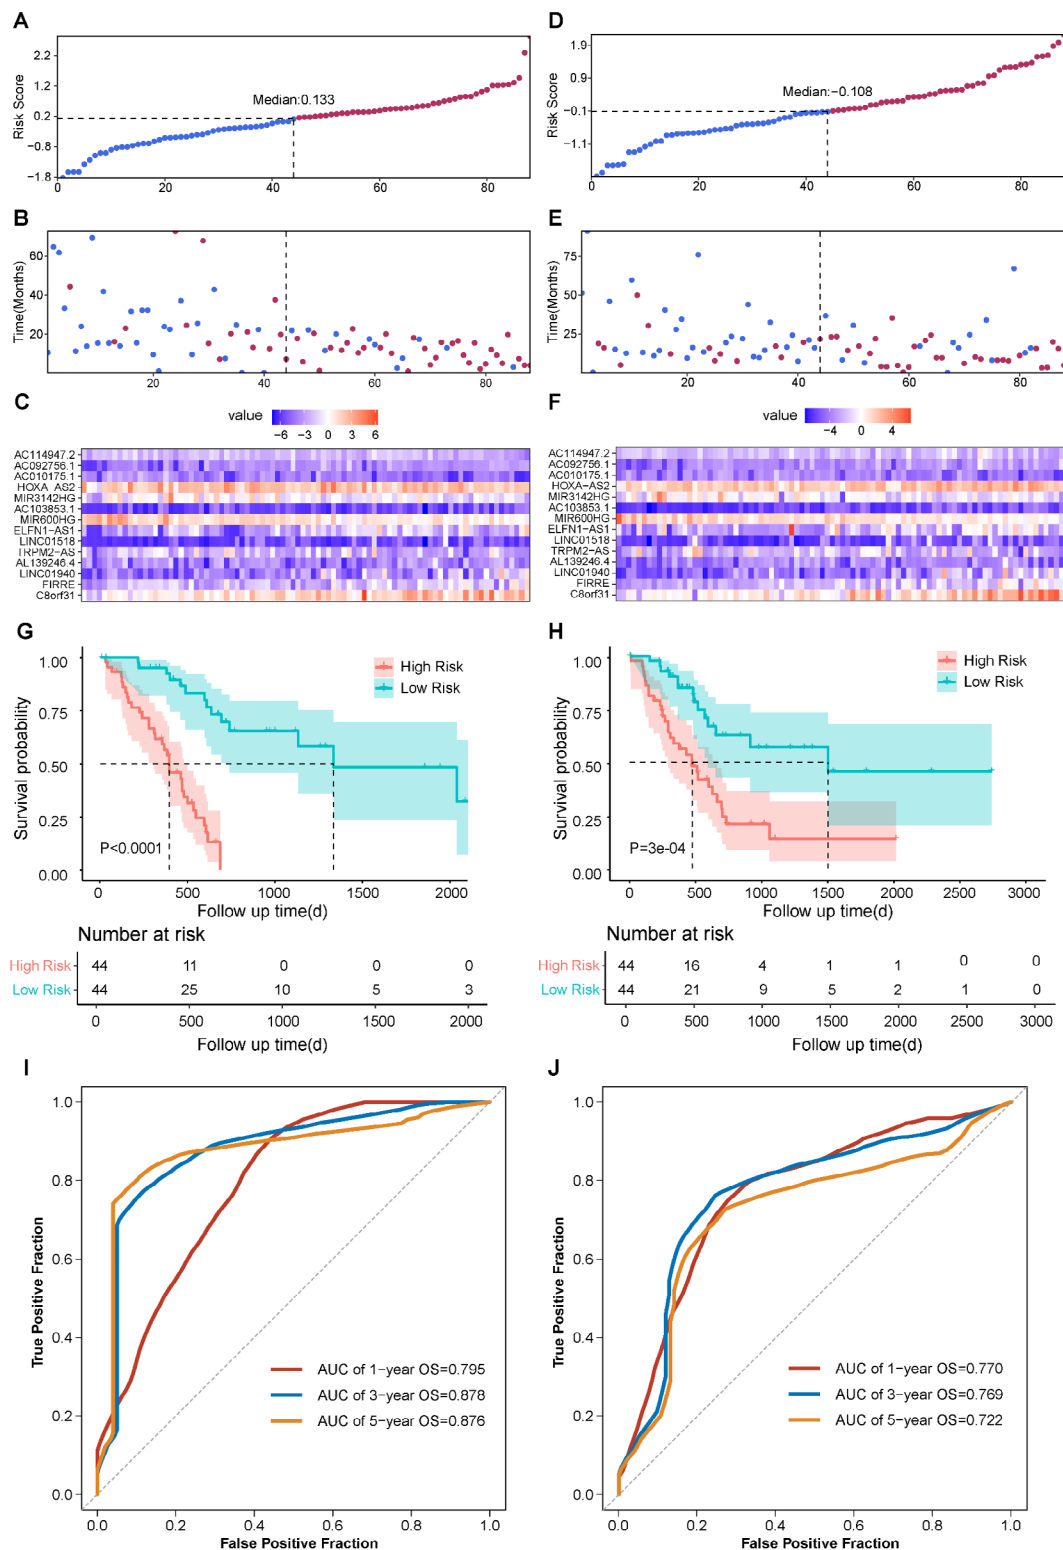 A
Risk Score
2.2
1.2
0.2
−0.8
−1.8
Median:0.133
0 20 40 60 80
D
Risk Score
1.9
0.9
−0.1
−1.1
Median:−0.108
0 20 40 60 80
B
Time(Months)
60
40
20
20 40 60 80
E
Time(Months)
75
50
25
20 40 60 80
C
value
−6 −3 0 3 6
AC114947.2
AC092756.1
AC010175.1
HOXA−AS2
MIR3142HG
AC103853.1
MIR600HG
ELFN1−AS1
LINC01518
TRPM2−AS
AL139246.4
LINC01940
FIRRE
C8orf31
F
value
−4 0 4
AC114947.2
AC092756.1
AC010175.1
HOXA−AS2
MIR3142HG
AC103853.1
MIR600HG
ELFN1−AS1
LINC01518
TRPM2−AS
AL139246.4
LINC01940
FIRRE
C8orf31
G
Survival probability
1.00
0.75
0.50
0.25
0.00
High Risk
Low Risk
P<0.0001
0 500 1000 1500 2000
Follow up time(d)
Number at risk
High Risk 44 11 0 0 0
Low Risk 44 25 10 5 3
0 500 1000 1500 2000
Follow up time(d)
H
Survival probability
1.00
0.75
0.50
0.25
0.00
High Risk
Low Risk
P=3e-04
0 500 1000 1500 2000 2500 3000
Follow up time(d)
Number at risk
High Risk 44 16 4 1 1 0 0
Low Risk 44 21 9 5 2 1 0
0 500 1000 1500 2000 2500 3000
Follow up time(d)
I
True Positive Fraction
1.0
0.8
0.6
0.4
0.2
0.0
AUC of 1−year OS=0.795
AUC of 3−year OS=0.878
AUC of 5−year OS=0.876
0.0 0.2 0.4 0.6 0.8 1.0
False Positive Fraction
J
True Positive Fraction
1.0
0.8
0.6
0.4
0.2
0.0
AUC of 1−year OS=0.770
AUC of 3−year OS=0.769
AUC of 5−year OS=0.722
0.0 0.2 0.4 0.6 0.8 1.0
False Positive Fraction